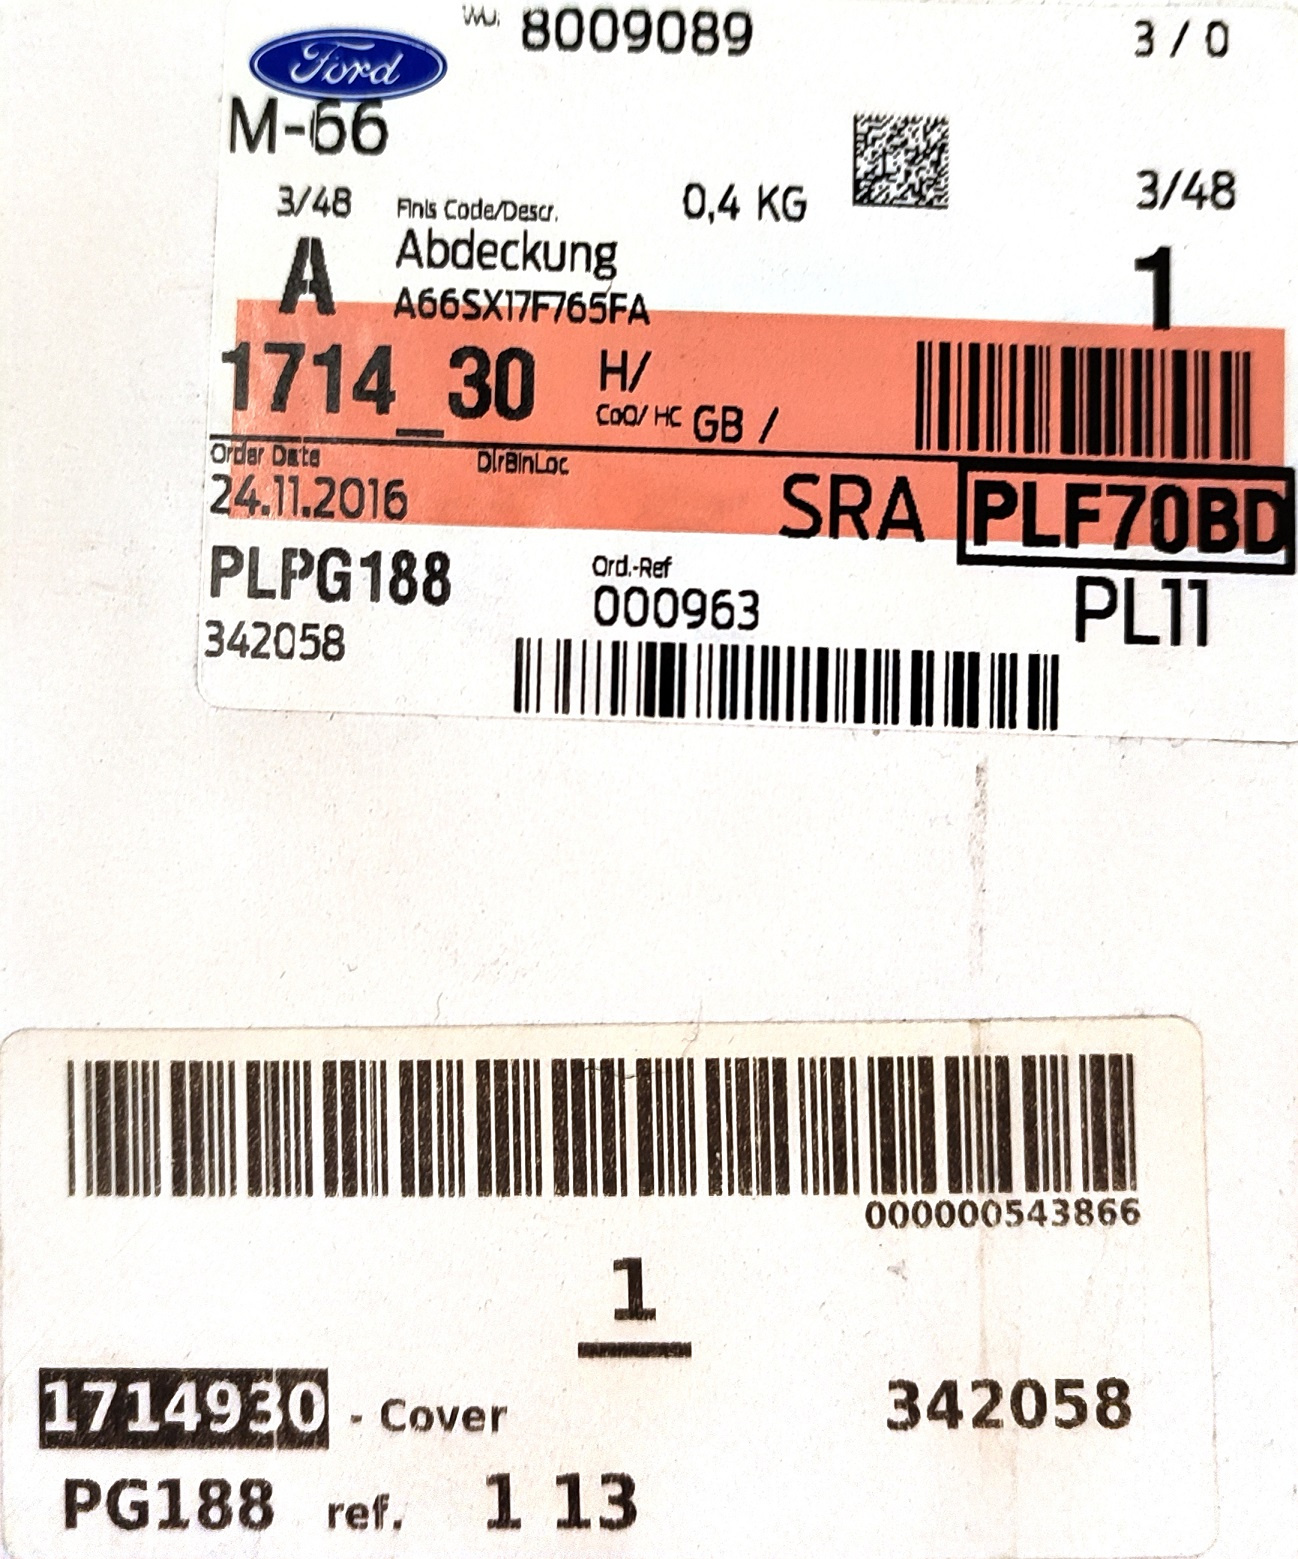 WU. 8009089 3 / 0
Ford
M-66
3/48 Finis Code/Descr. 0,4 KG 3/48
A Abdeckung 1
A66SX17F765FA
1714_30 H/
CoO/ HC GB /
Order Date DirBinLoc
24.11.2016 SRA PLF70BD
PLPG188 Ord.-Ref PL11
342058 000963
000000543866
1
1714930 - Cover 342058
PG188 ref. 1 13